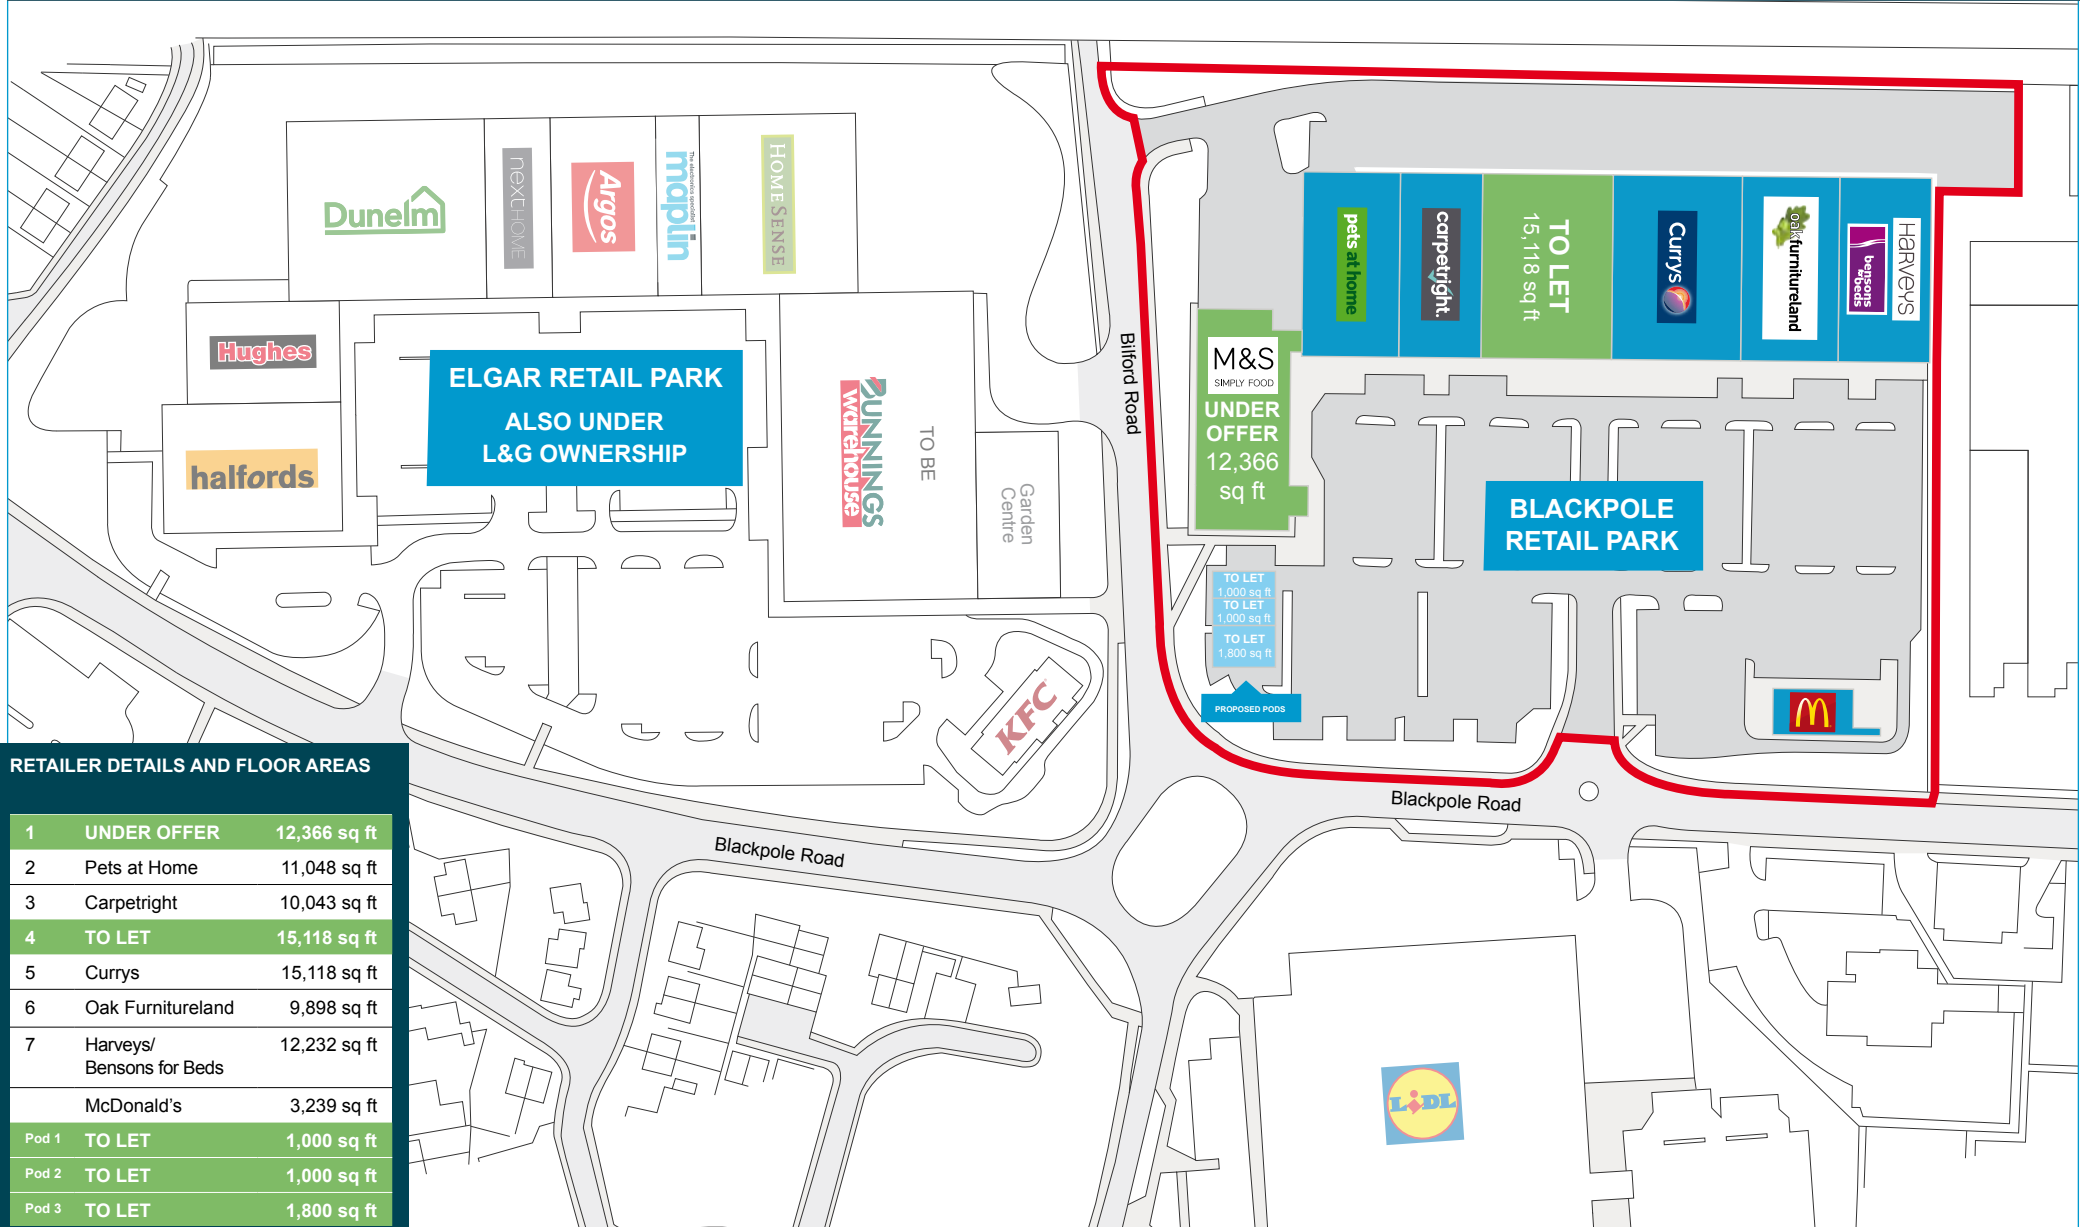 Dunelm
nextHOME
Argos
maplin
The electronics specialist
HOMESENSE
Hughes
halfords
ELGAR RETAIL PARK
ALSO UNDER
L&G OWNERSHIP
BUNNINGS
warehouse
TO BE
Garden
Centre
KFC
Bilford Road
pets at home
carpetright.
TO LET
15,118 sq ft
Currys
oakfurnitureland
HARVEYS
bensons
for beds
M&S
SIMPLY FOOD
UNDER
OFFER
12,366
sq ft
BLACKPOLE
RETAIL PARK
TO LET
1,000 sq ft
TO LET
1,000 sq ft
TO LET
1,800 sq ft
PROPOSED PODS
M
Blackpole Road
Blackpole Road
LIDL
RETAILER DETAILS AND FLOOR AREAS
1 UNDER OFFER 12,366 sq ft
2 Pets at Home 11,048 sq ft
3 Carpetright 10,043 sq ft
4 TO LET 15,118 sq ft
5 Currys 15,118 sq ft
6 Oak Furnitureland 9,898 sq ft
7 Harveys/ 12,232 sq ft
Bensons for Beds
McDonald's 3,239 sq ft
Pod 1 TO LET 1,000 sq ft
Pod 2 TO LET 1,000 sq ft
Pod 3 TO LET 1,800 sq ft